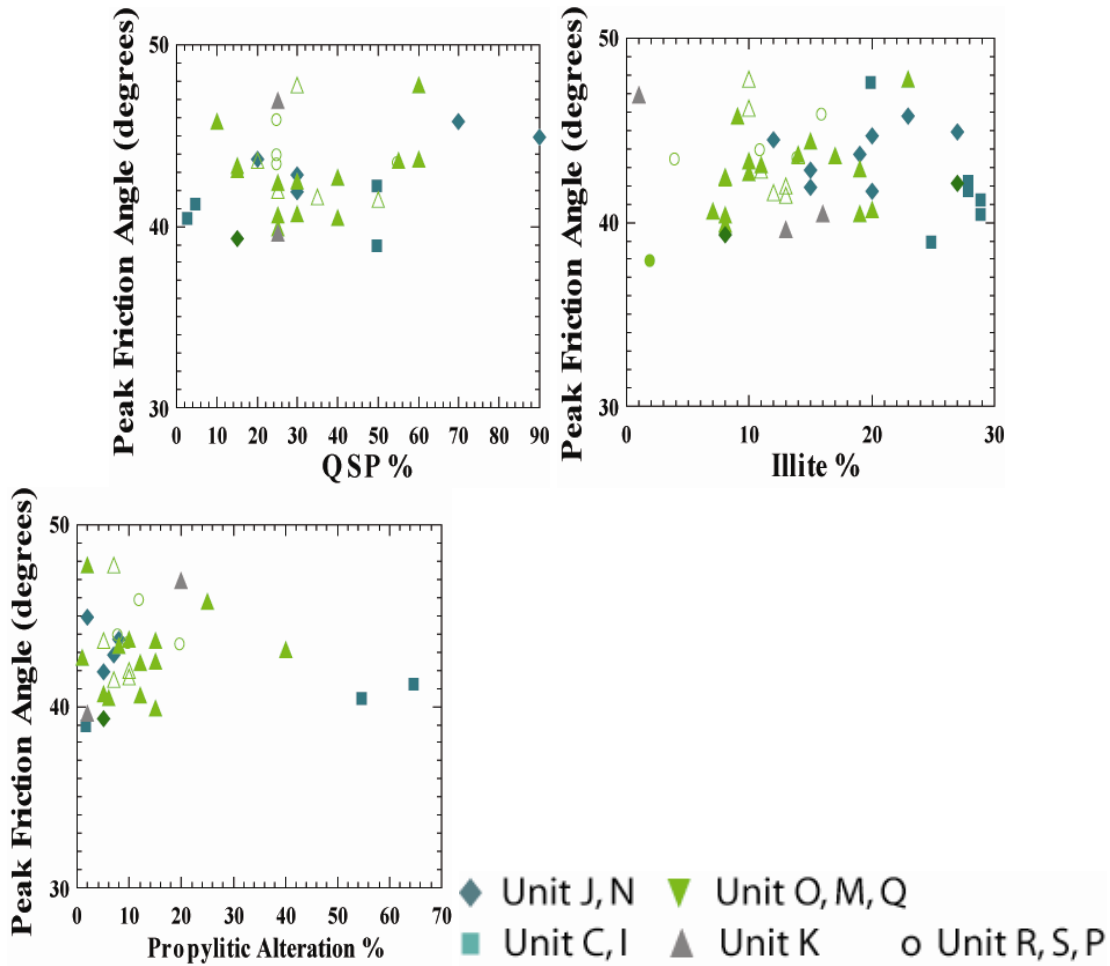 Peak Friction Angle (degrees)
50
40
30
0 10 20 30 40 50 60 70 80 90
QSP %
Peak Friction Angle (degrees)
50
40
30
0 10 20 30
Illite %
Peak Friction Angle (degrees)
50
40
30
0 10 20 30 40 50 60 70
Propylitic Alteration %
Unit J, N Unit O, M, Q
Unit C, I Unit K Unit R, S, P